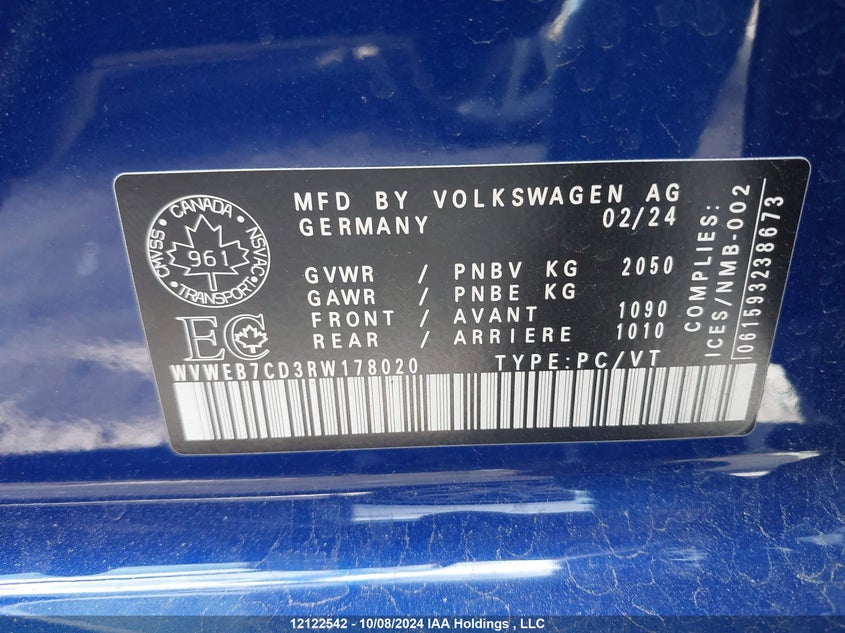 MFD BY VOLKSWAGEN AG
GERMANY 02/24
CANADA
CMVSS
961
NSVAC
TRANSPORT
GVWR / PNBV KG 2050
GAWR / PNBE KG
FRONT / AVANT 1090
REAR / ARRIERE 1010
EC
WVWEB7CD3RW178020 TYPE:PC/VT
COMPLIES:
ICES/NMB-002
061593238673
12122542 - 10/08/2024 IAA Holdings , LLC